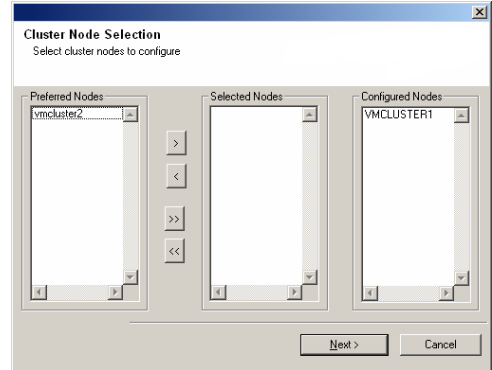 Cluster Node Selection
Select cluster nodes to configure
Preferred Nodes
vmcluster2
>
<
>>
<<
Selected Nodes
Configured Nodes
VMCLUSTER1
Next >
Cancel